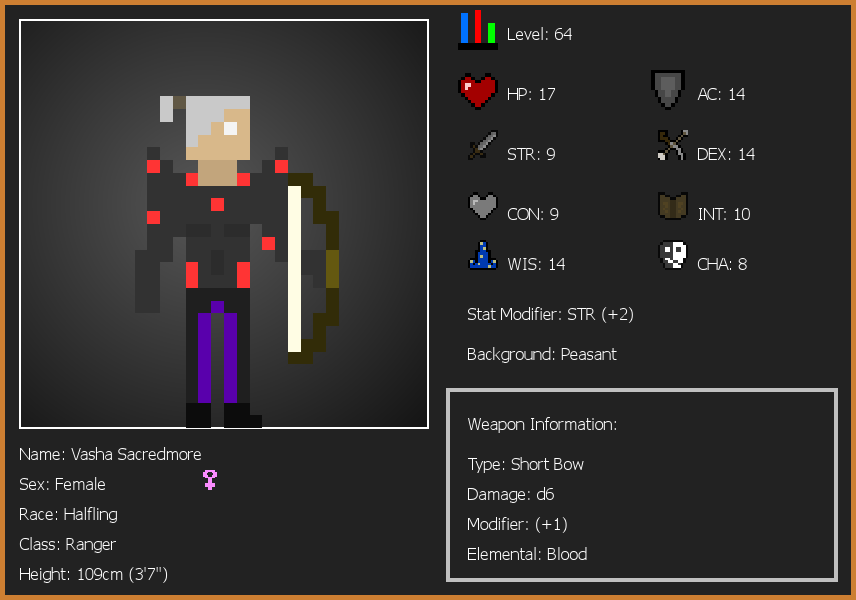 Level: 64
HP: 17
AC: 14
STR: 9
DEX: 14
CON: 9
INT: 10
WIS: 14
CHA: 8
Stat Modifier: STR (+2)
Background: Peasant
Weapon Information:
Type: Short Bow
Damage: d6
Modifier: (+1)
Elemental: Blood
Name: Vasha Sacredmore
Sex: Female
Race: Halfling
Class: Ranger
Height: 109cm (3'7")